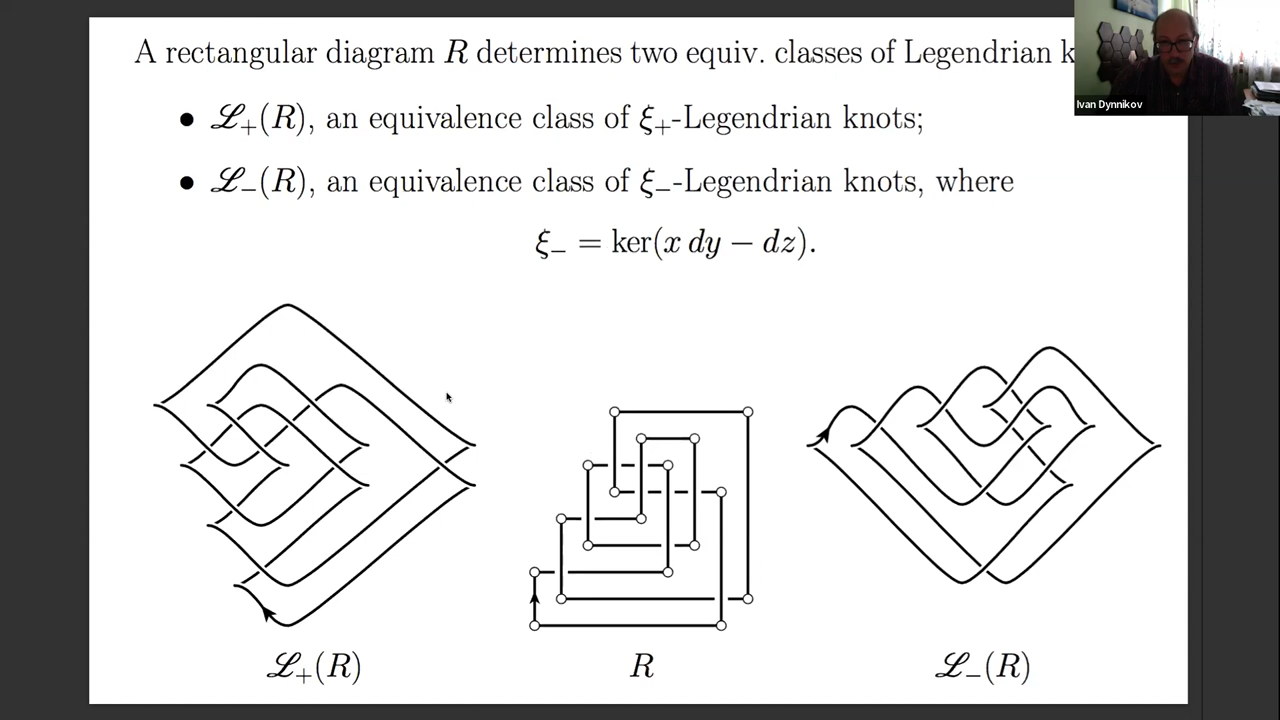 A rectangular diagram R determines two equiv. classes of Legendrian
Ivan Dynnikov
• ℒ₊(R), an equivalence class of ξ₊-Legendrian knots;
• ℒ₋(R), an equivalence class of ξ₋-Legendrian knots, where
ξ₋ = ker(x dy − dz).
ℒ₊(R) R ℒ₋(R)